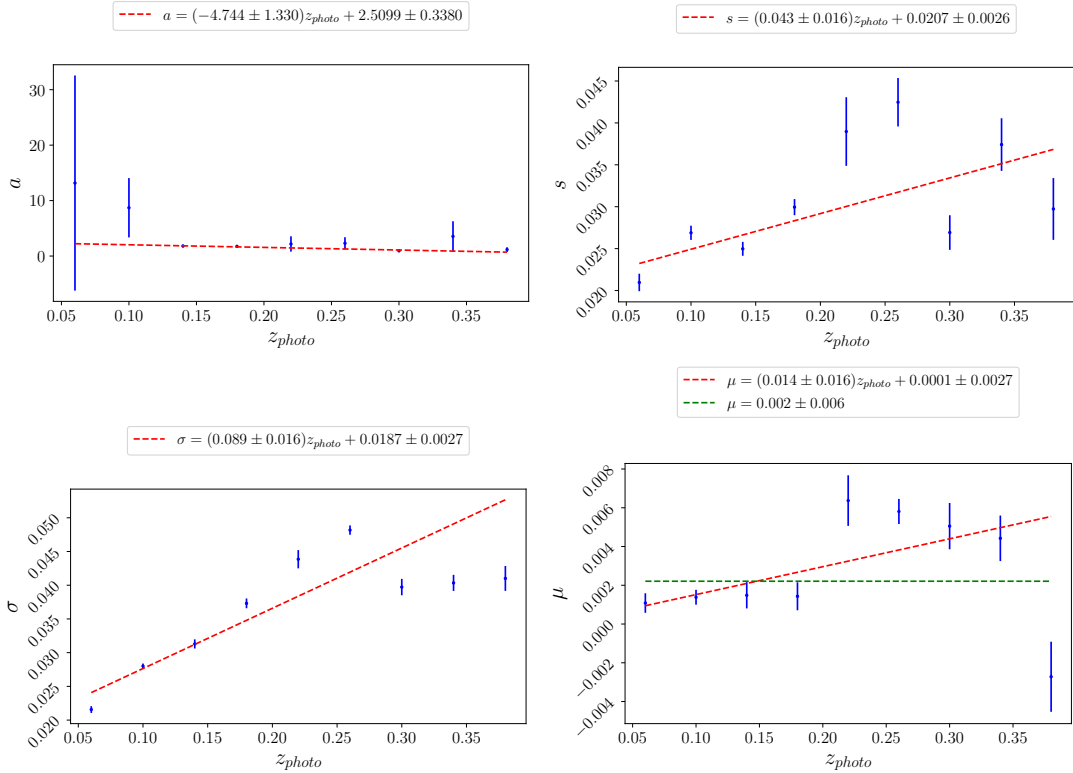 a = (−4.744 ± 1.330)z_photo + 2.5099 ± 0.3380
30
20
10
0
a
0.05 0.10 0.15 0.20 0.25 0.30 0.35
z_photo
s = (0.043 ± 0.016)z_photo + 0.0207 ± 0.0026
0.045
0.040
0.035
0.030
0.025
0.020
s
0.05 0.10 0.15 0.20 0.25 0.30 0.35
z_photo
σ = (0.089 ± 0.016)z_photo + 0.0187 ± 0.0027
0.050
0.045
0.040
0.035
0.030
0.025
0.020
σ
0.05 0.10 0.15 0.20 0.25 0.30 0.35
z_photo
μ = (0.014 ± 0.016)z_photo + 0.0001 ± 0.0027
μ = 0.002 ± 0.006
0.008
0.006
0.004
0.002
0.000
−0.002
−0.004
μ
0.05 0.10 0.15 0.20 0.25 0.30 0.35
z_photo